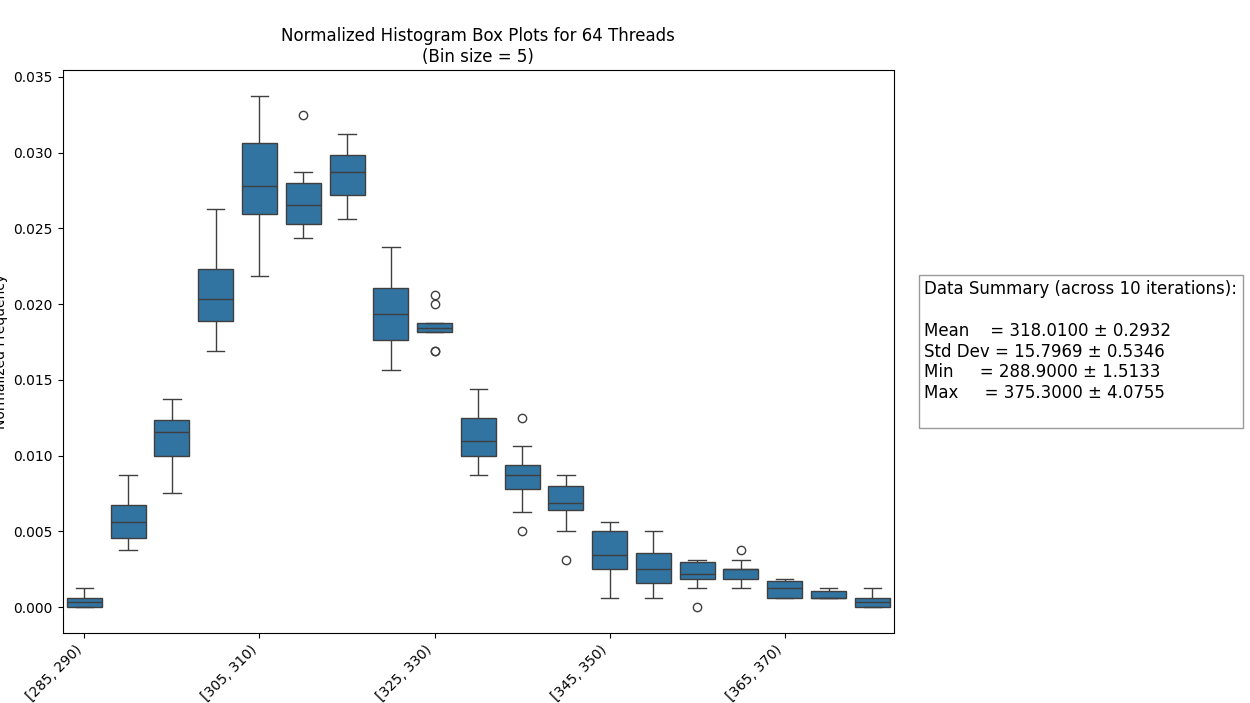 Normalized Histogram Box Plots for 64 Threads
(Bin size = 5)
0.035
0.030
0.025
0.020
0.015
0.010
0.005
0.000
Normalized Frequency
[285, 290)
[305, 310)
[325, 330)
[345, 350)
[365, 370)
Data Summary (across 10 iterations):
Mean = 318.0100 ± 0.2932
Std Dev = 15.7969 ± 0.5346
Min = 288.9000 ± 1.5133
Max = 375.3000 ± 4.0755